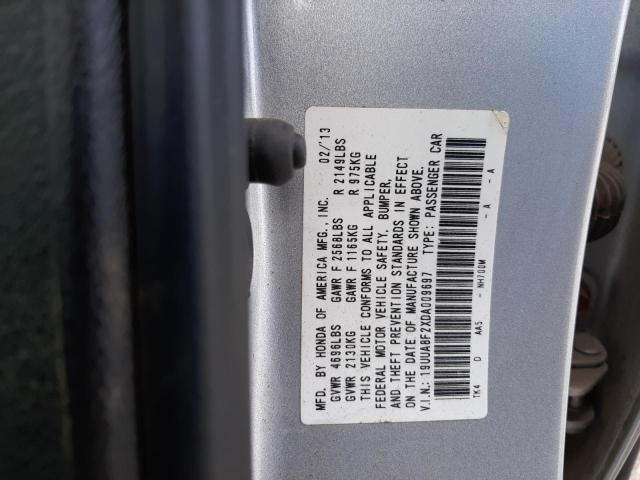 MFD. BY HONDA OF AMERICA MFG., INC. 02/'13
GVWR 4696LBS GAWR F 2568LBS R 2149LBS
GVWR 2130KG GAWR F 1165KG R 975KG
THIS VEHICLE CONFORMS TO ALL APPLICABLE
FEDERAL MOTOR VEHICLE SAFETY, BUMPER,
AND THEFT PREVENTION STANDARDS IN EFFECT
ON THE DATE OF MANUFACTURE SHOWN ABOVE.
V.I.N.: 19UUA8F2XDA009697 TYPE: PASSENGER CAR
TK4 D AA5 - NH700M - A - A